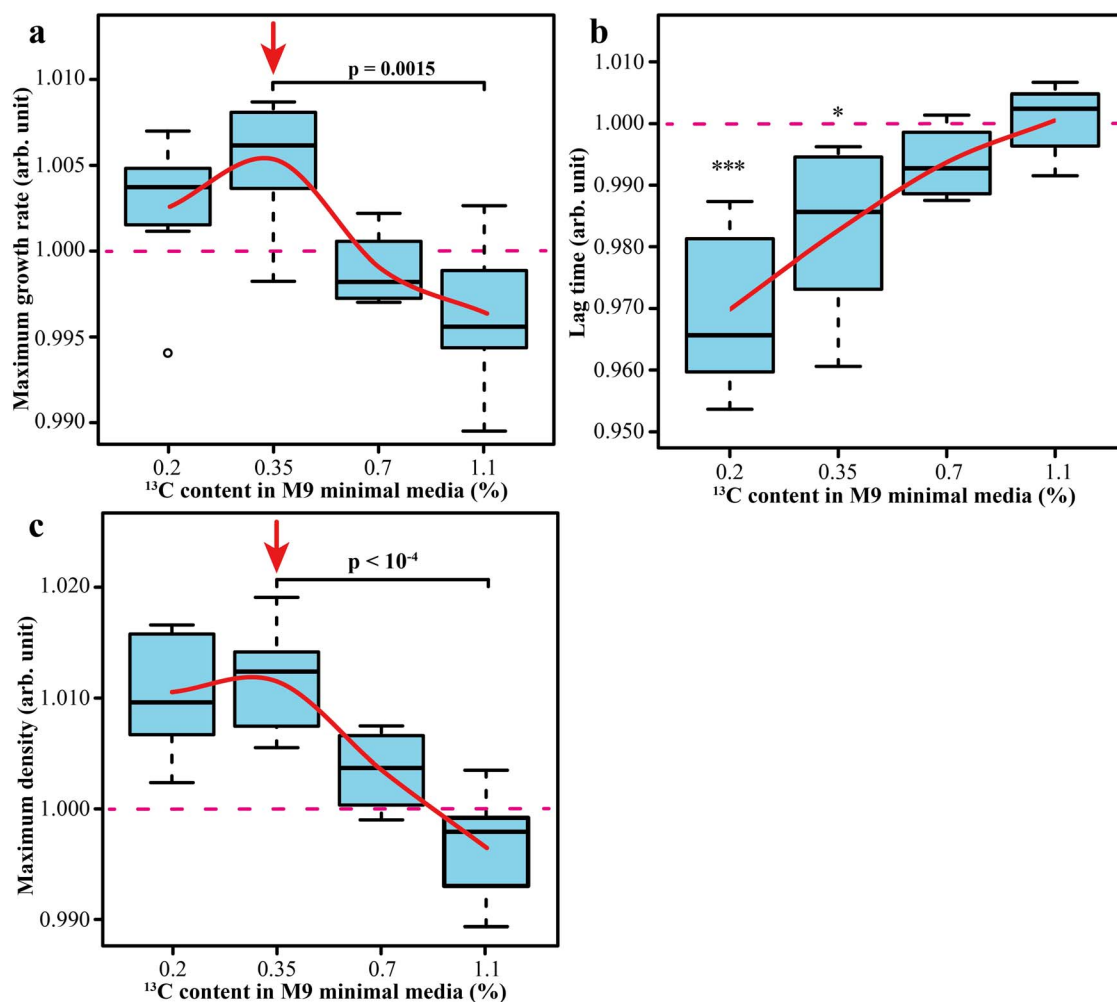 a
Maximum growth rate (arb. unit)
1.010
1.005
1.000
0.995
0.990
p = 0.0015
0.2 0.35 0.7 1.1
¹³C content in M9 minimal media (%)
b
Lag time (arb. unit)
1.010
1.000
0.990
0.980
0.970
0.960
0.950
***
*
0.2 0.35 0.7 1.1
¹³C content in M9 minimal media (%)
c
Maximum density (arb. unit)
1.020
1.010
1.000
0.990
p < 10⁻⁴
0.2 0.35 0.7 1.1
¹³C content in M9 minimal media (%)